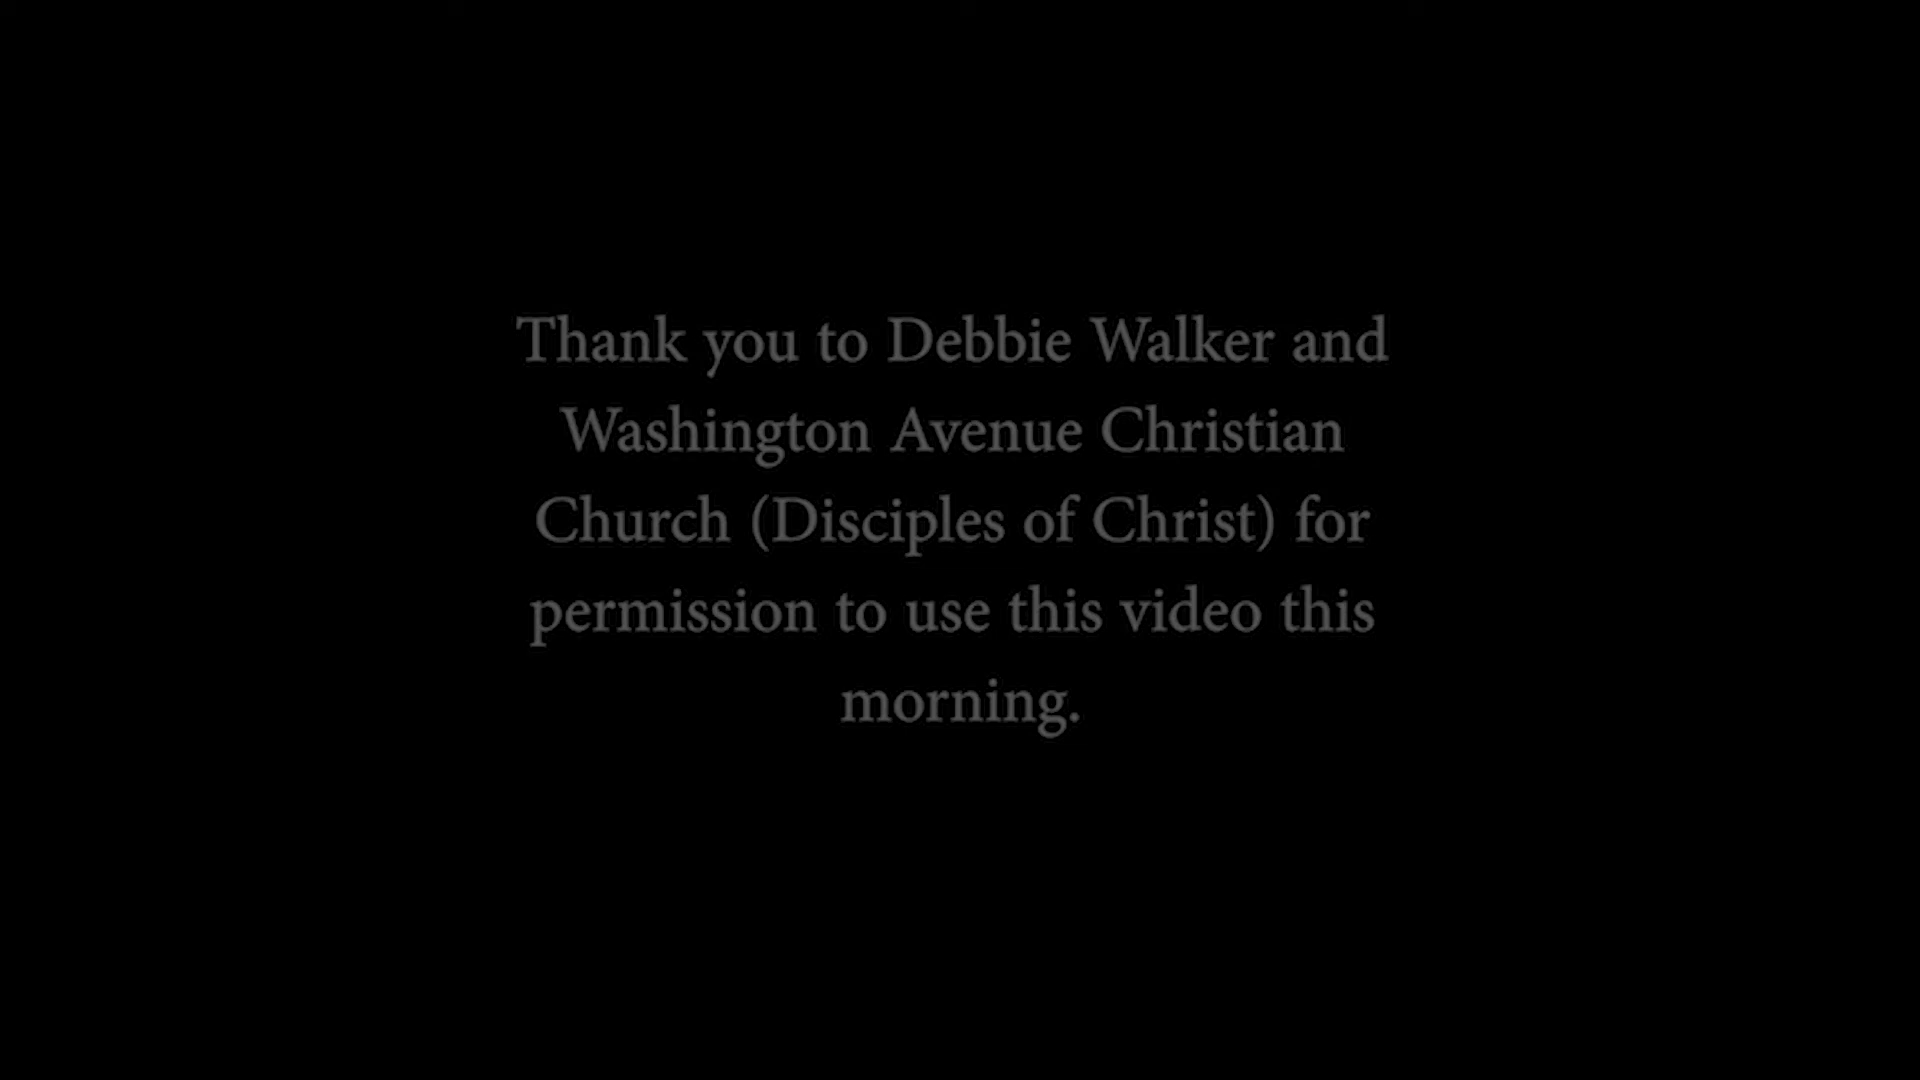 Thank you to Debbie Walker and
Washington Avenue Christian
Church (Disciples of Christ) for
permission to use this video this
morning.